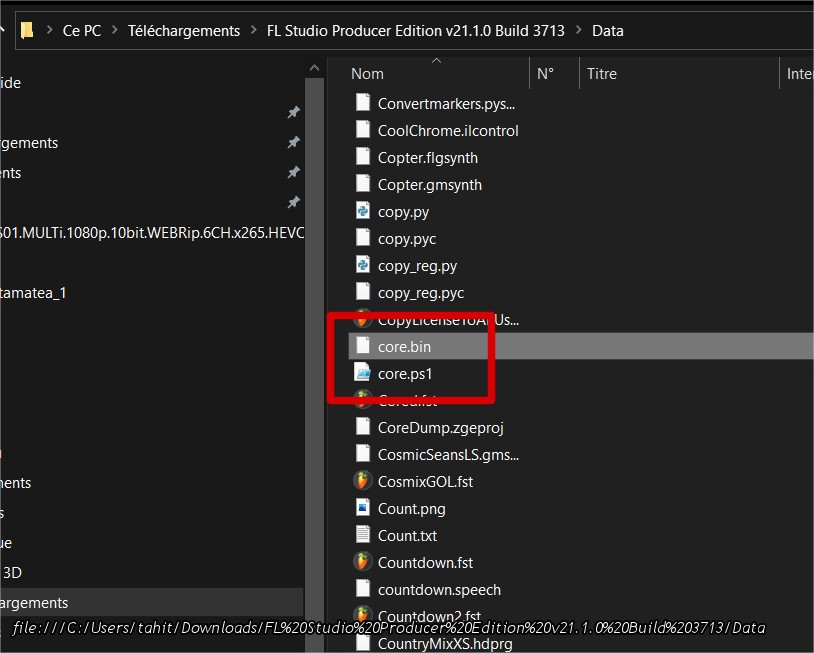 Ce PC > Téléchargements > FL Studio Producer Edition v21.1.0 Build 3713 > Data
Nom N° Titre Inter
ide
Convertmarkers.pys...
CoolChrome.ilcontrol
gements
Copter.flgsynth
ents
Copter.gmsynth
copy.py
S01.MULTi.1080p.10bit.WEBRip.6CH.x265.HEVC
copy.pyc
copy_reg.py
tamatea_1
copy_reg.pyc
CopyLicenseToAllUs...
core.bin
core.ps1
Cored.fst
CoreDump.zgeproj
CosmicSeansLS.gms...
ments
CosmixGOL.fst
s
Count.png
ue
Count.txt
3D
Countdown.fst
countdown.speech
argements
Countdown2.fst
file:///C:/Users/tahit/Downloads/FL%20Studio%20Producer%20Edition%20v21.1.0%20Build%203713/Data
CountryMixXS.hdprg